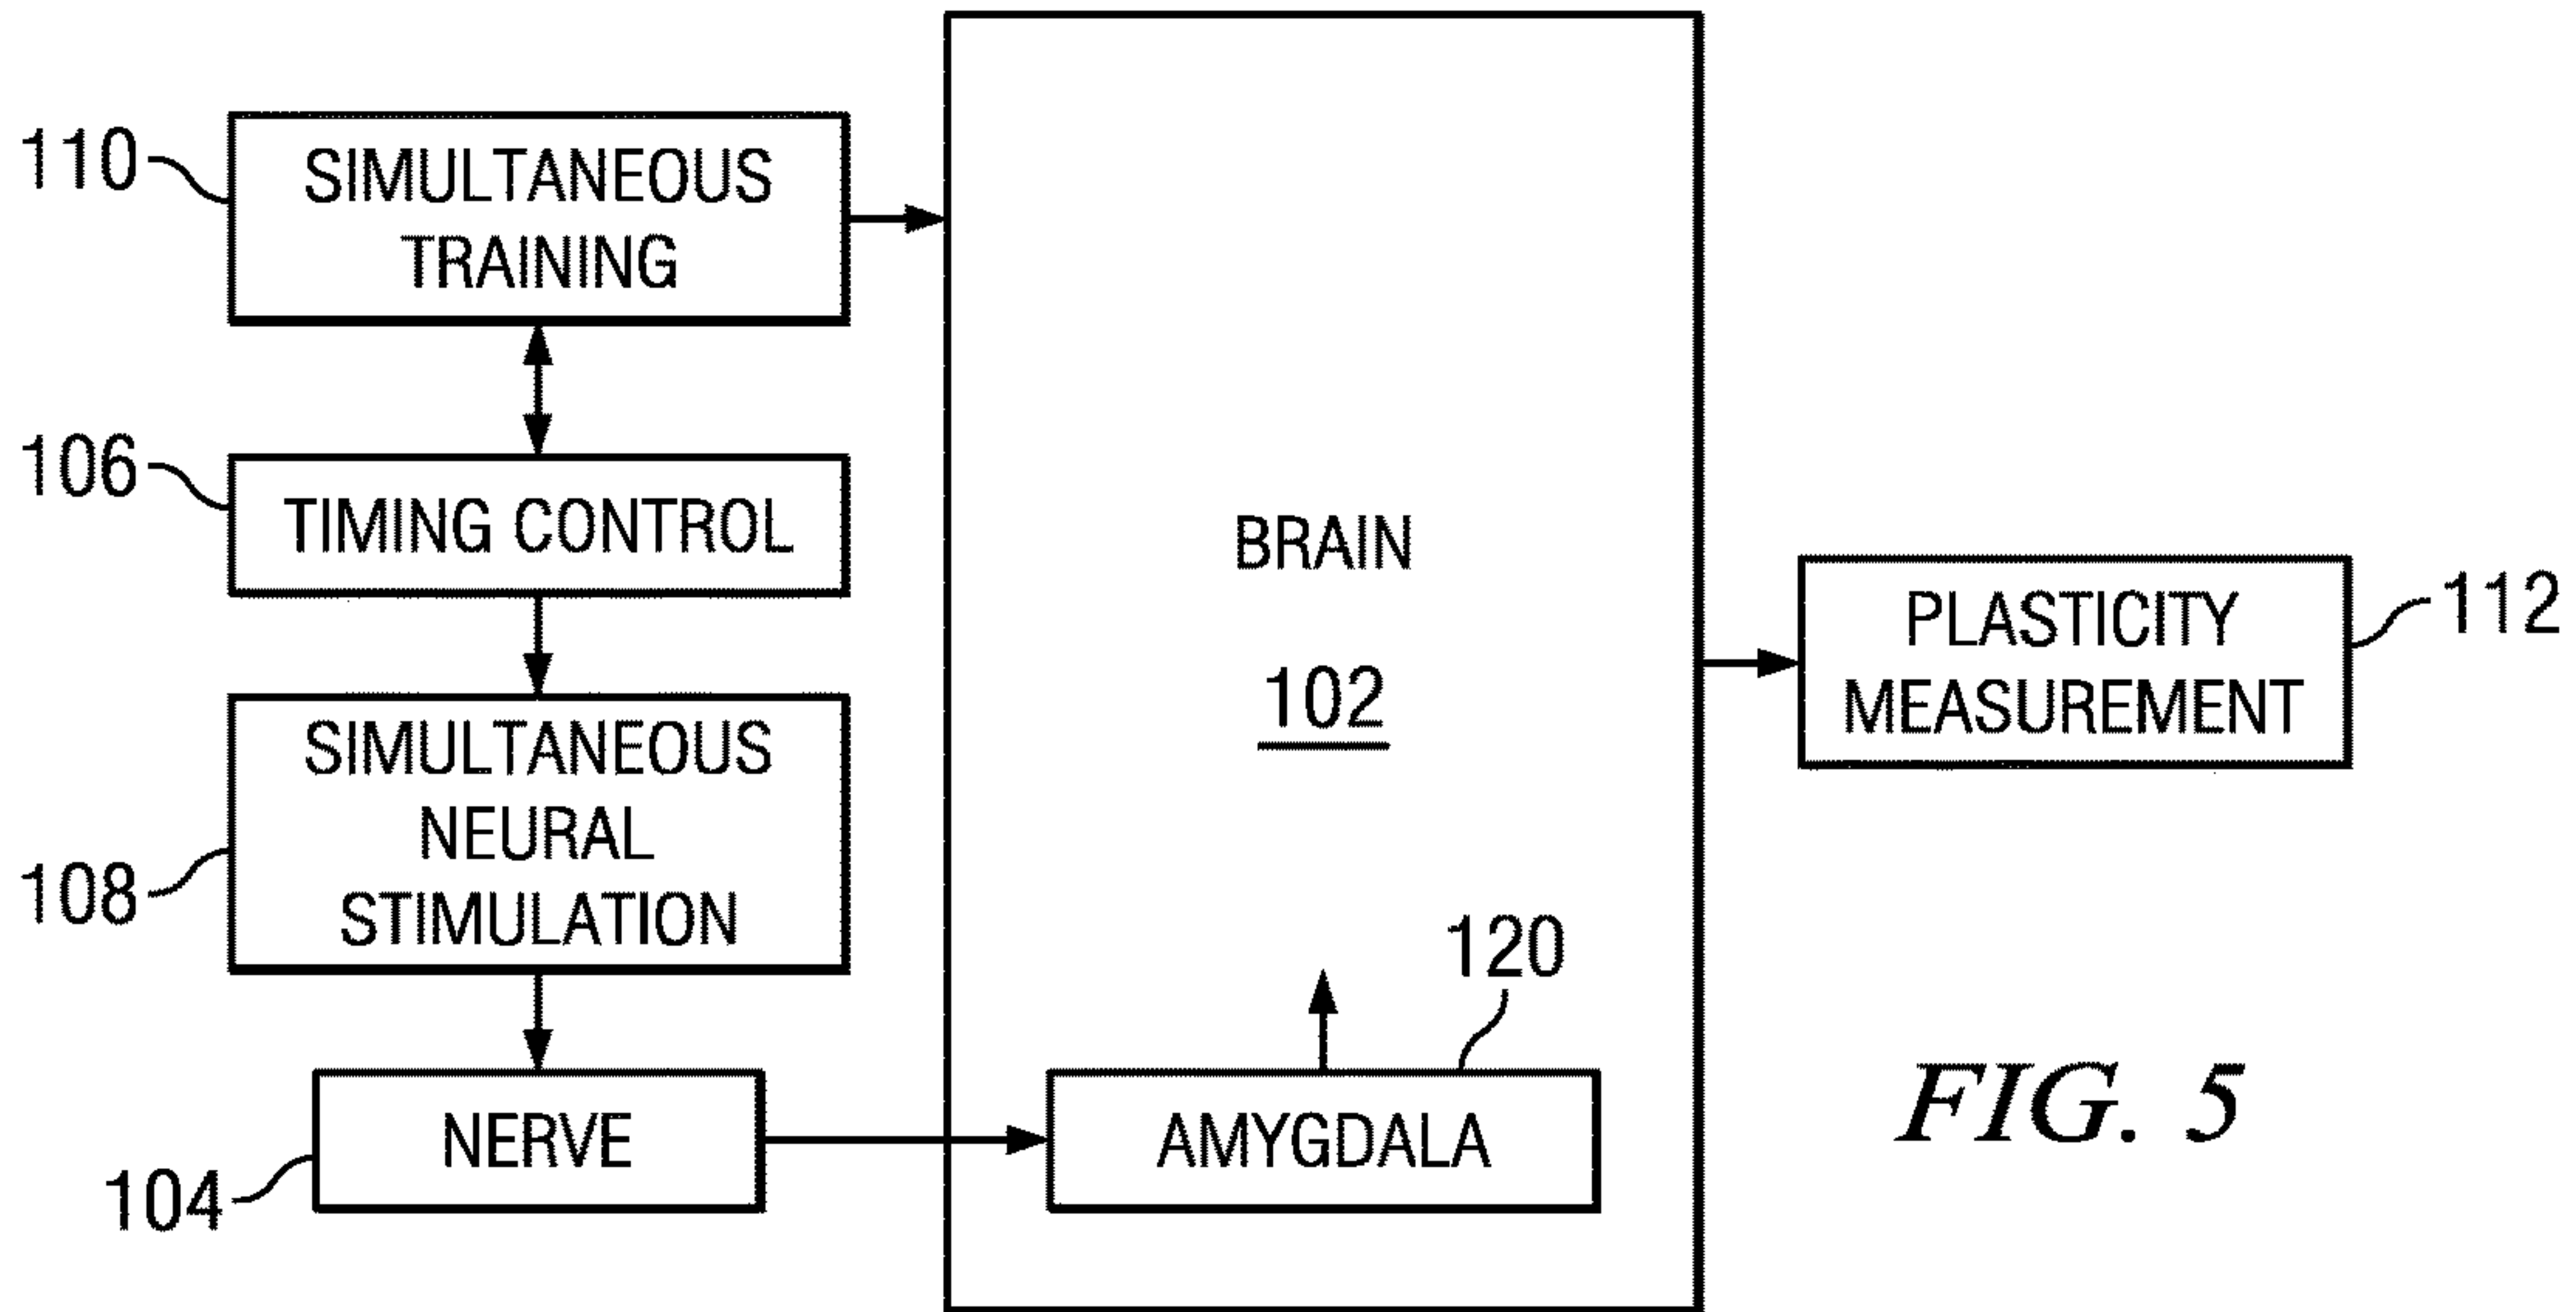 110
SIMULTANEOUS
TRAINING
106
TIMING CONTROL
108
SIMULTANEOUS
NEURAL
STIMULATION
104
NERVE
BRAIN
102
120
AMYGDALA
PLASTICITY
MEASUREMENT
112
FIG. 5